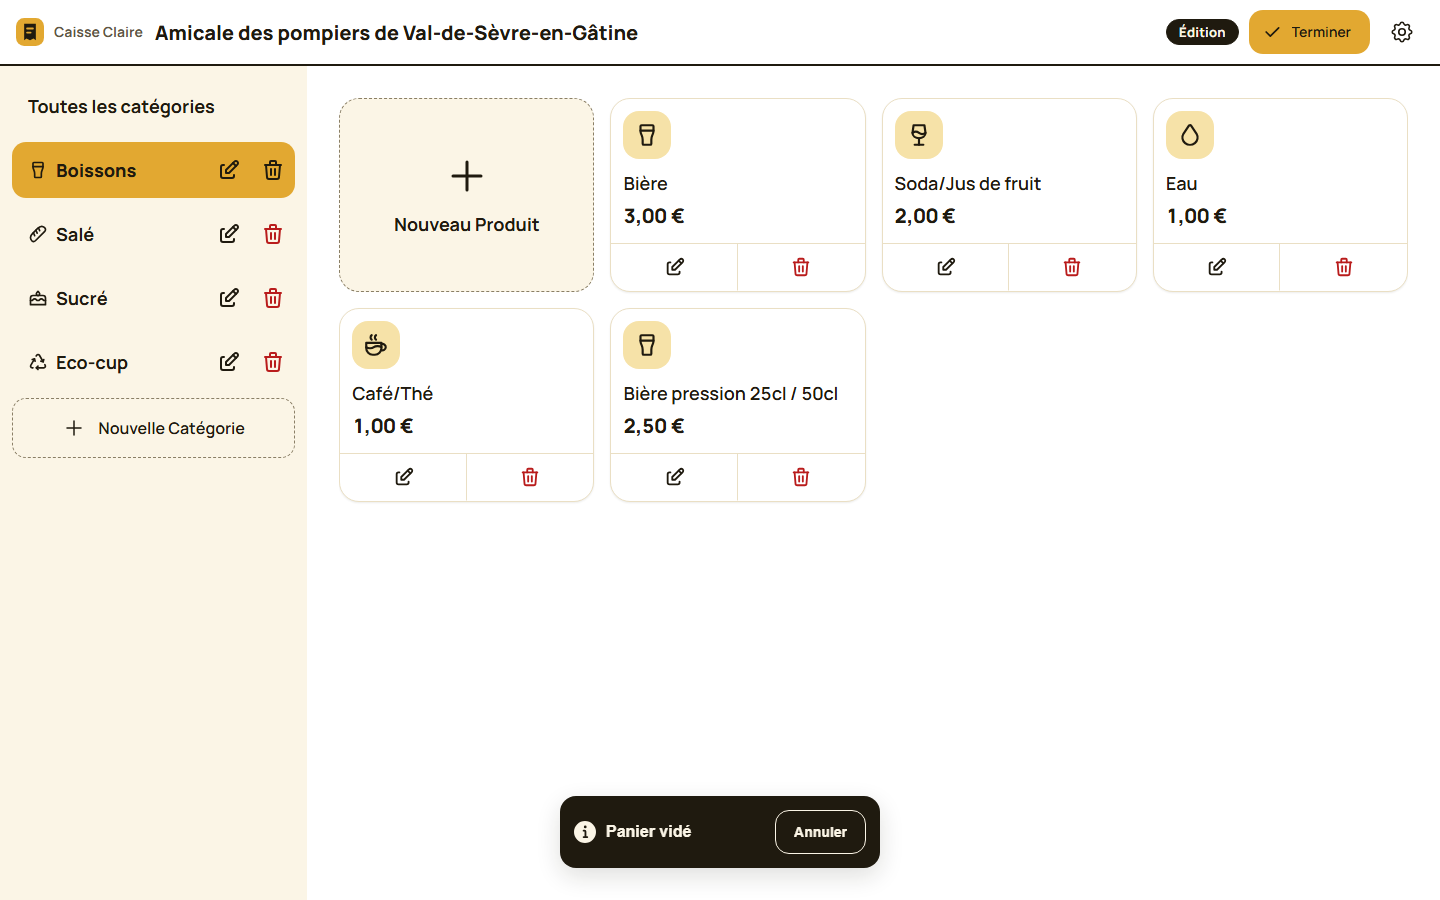 Caisse Claire
Amicale des pompiers de Val-de-Sèvre-en-Gâtine
Édition
Terminer
Toutes les catégories
Boissons
Salé
Sucré
Eco-cup
Nouvelle Catégorie
Nouveau Produit
Bière
3,00 €
Soda/Jus de fruit
2,00 €
Eau
1,00 €
Café/Thé
1,00 €
Bière pression 25cl / 50cl
2,50 €
Panier vidé
Annuler